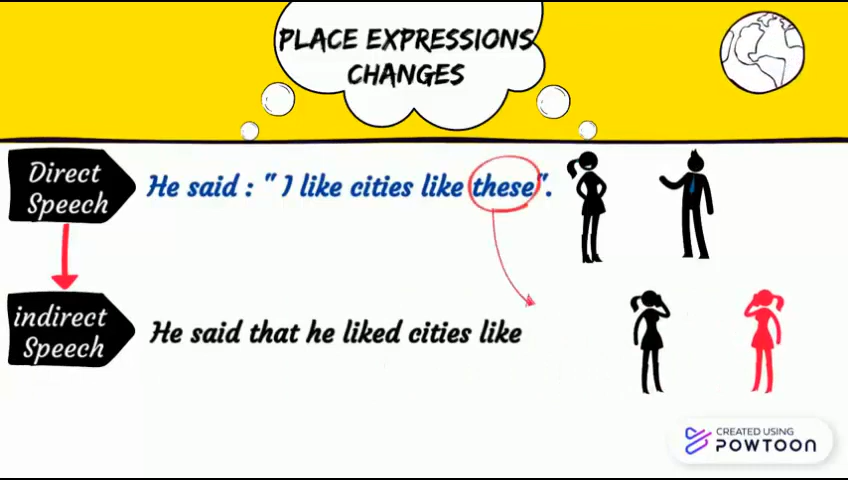 PLACE EXPRESSIONS
CHANGES
Direct
Speech
He said : " I like cities like these".
indirect
Speech
He said that he liked cities like
CREATED USING
POWTOON